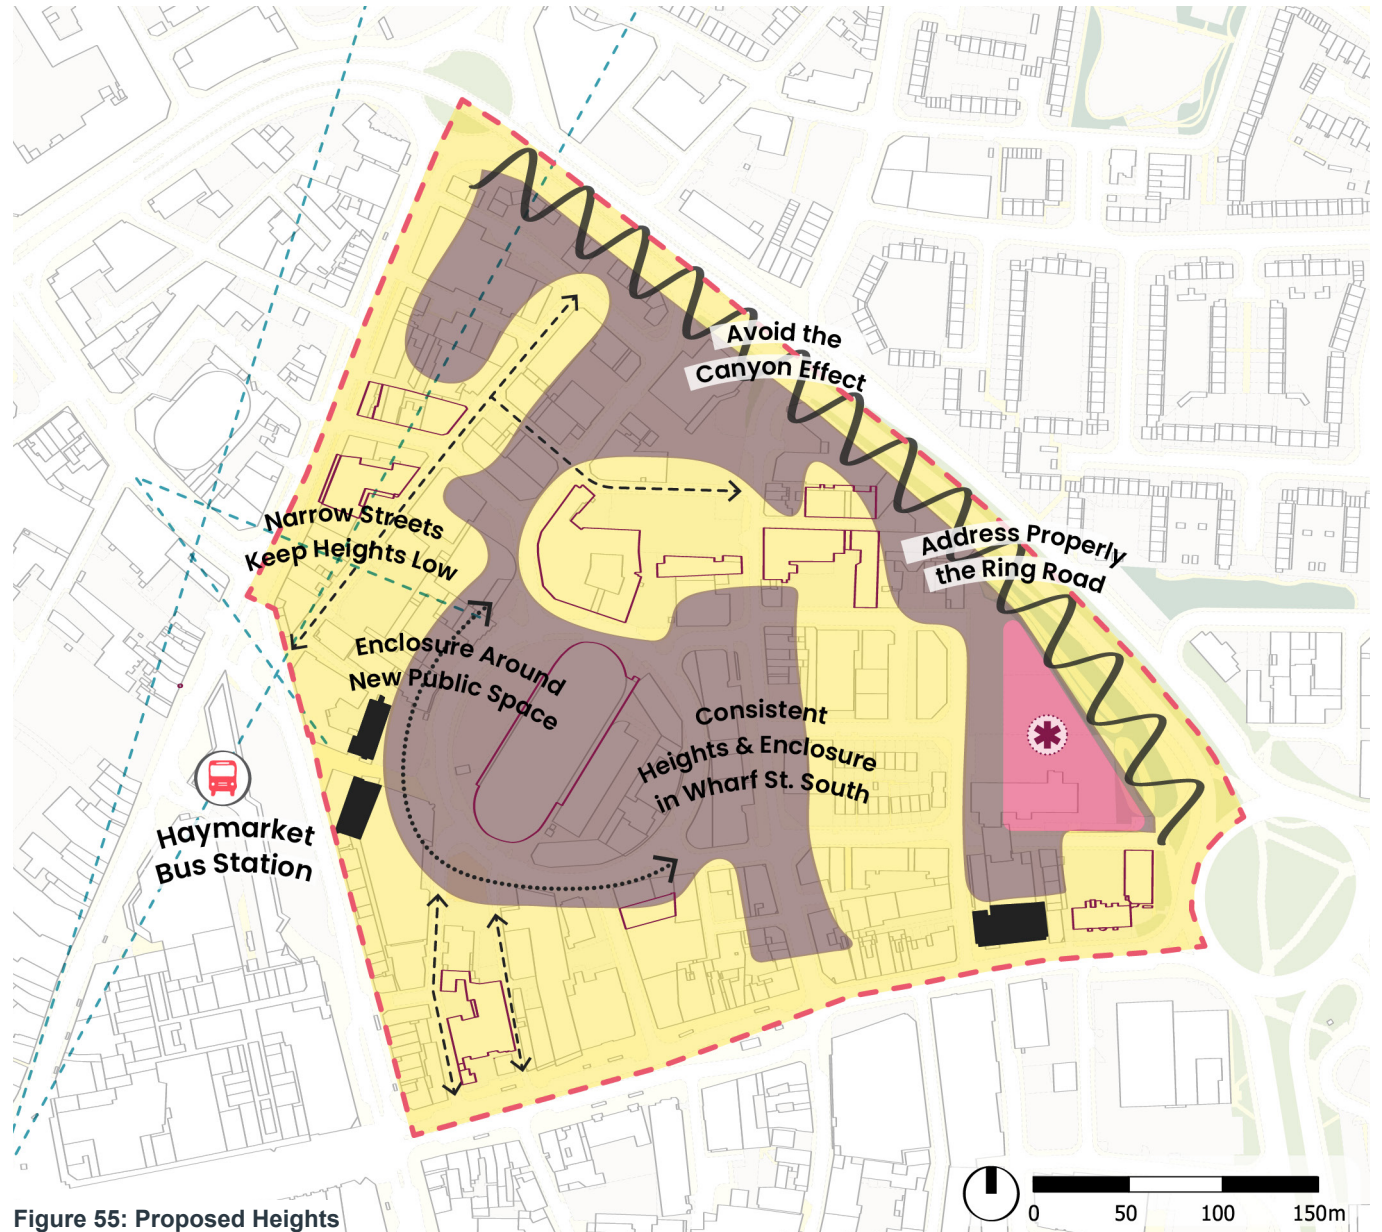 Avoid the
Canyon Effect
Narrow Streets
Keep Heights Low
Address Properly
the Ring Road
Enclosure Around
New Public Space
Consistent
Heights & Enclosure
in Wharf St. South
Haymarket
Bus Station
0 50 100 150m
Figure 55: Proposed Heights